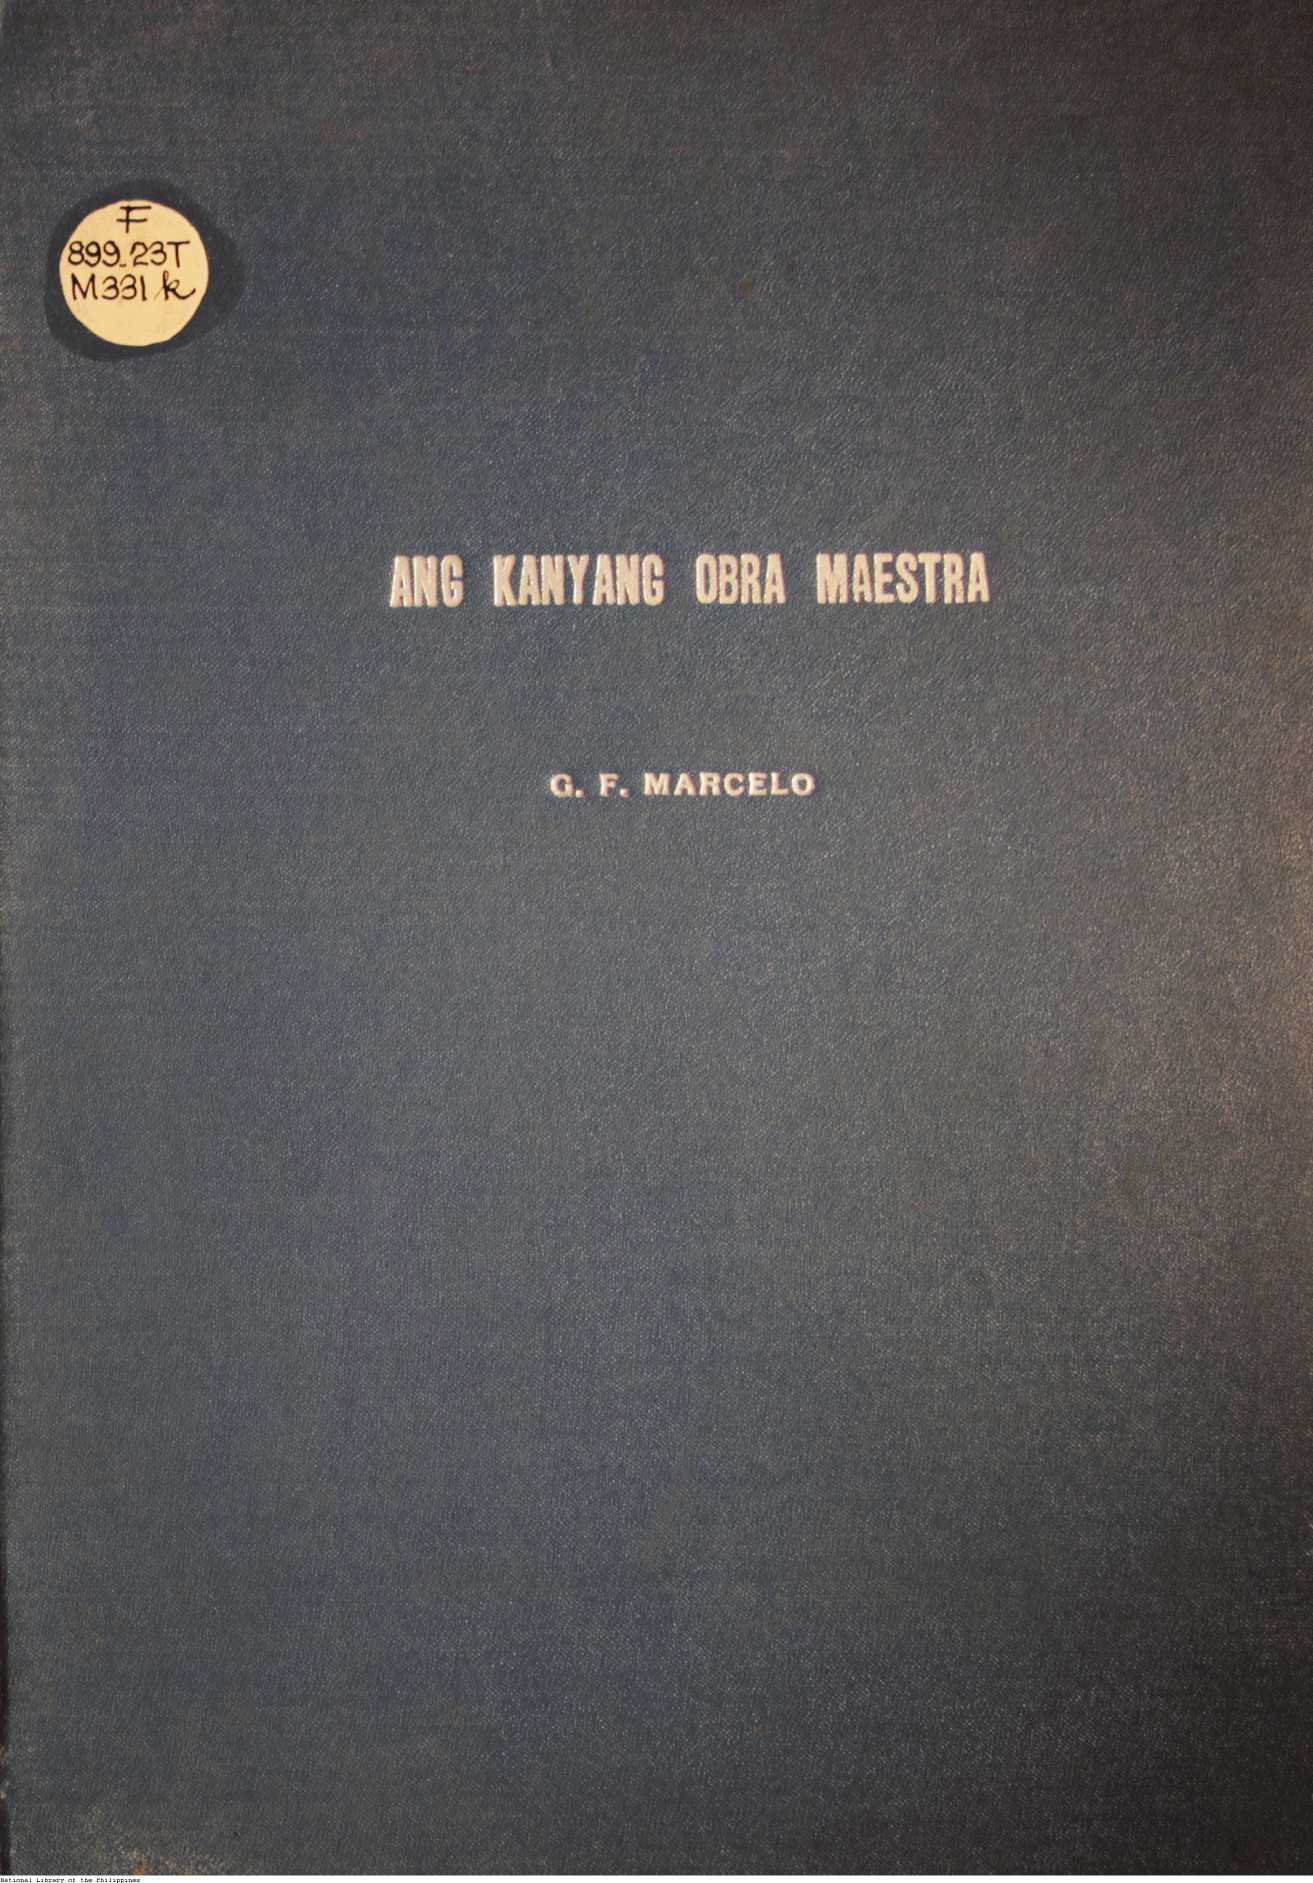 F
899.23T
M331k
ANG KANYANG OBRA MAESTRA
G. F. MARCELO
National Library of the Philippines